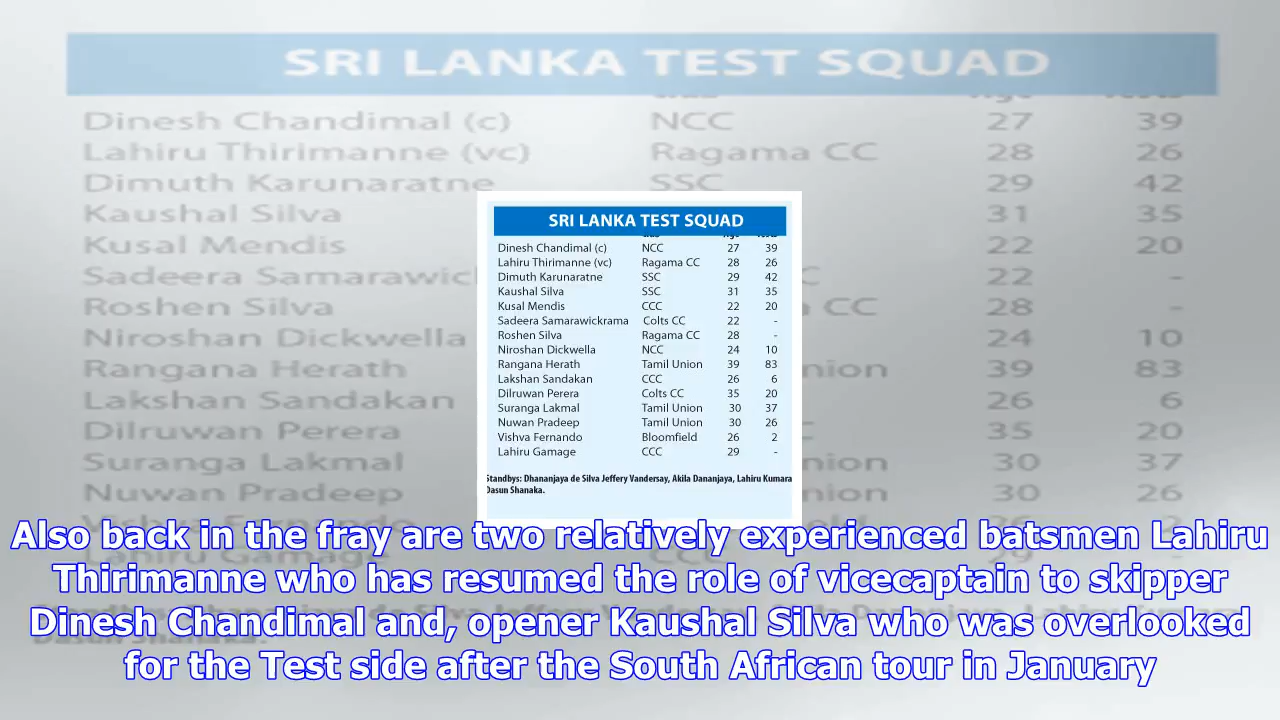 SRI LANKA TEST SQUAD
Dinesh Chandimal (c) NCC 27 39
Lahiru Thirimanne (vc) Ragama CC 28 26
Dimuth Karunaratne SSC 29 42
Kaushal Silva SSC 31 35
Kusal Mendis CCC 22 20
Sadeera Samarawickrama Colts CC 22 -
Roshen Silva Ragama CC 28 -
Niroshan Dickwella NCC 24 10
Rangana Herath Tamil Union 39 83
Lakshan Sandakan CCC 26 6
Dilruwan Perera Colts CC 35 20
Suranga Lakmal Tamil Union 30 37
Nuwan Pradeep Tamil Union 30 26
Vishva Fernando Bloomfield 26 2
Lahiru Gamage CCC 29 -
Standbys: Dhananjaya de Silva Jeffery Vandersay, Akila Dananjaya, Lahiru Kumara
Dasun Shanaka.
Also back in the fray are two relatively experienced batsmen Lahiru
Thirimanne who has resumed the role of vicecaptain to skipper
Dinesh Chandimal and, opener Kaushal Silva who was overlooked
for the Test side after the South African tour in January